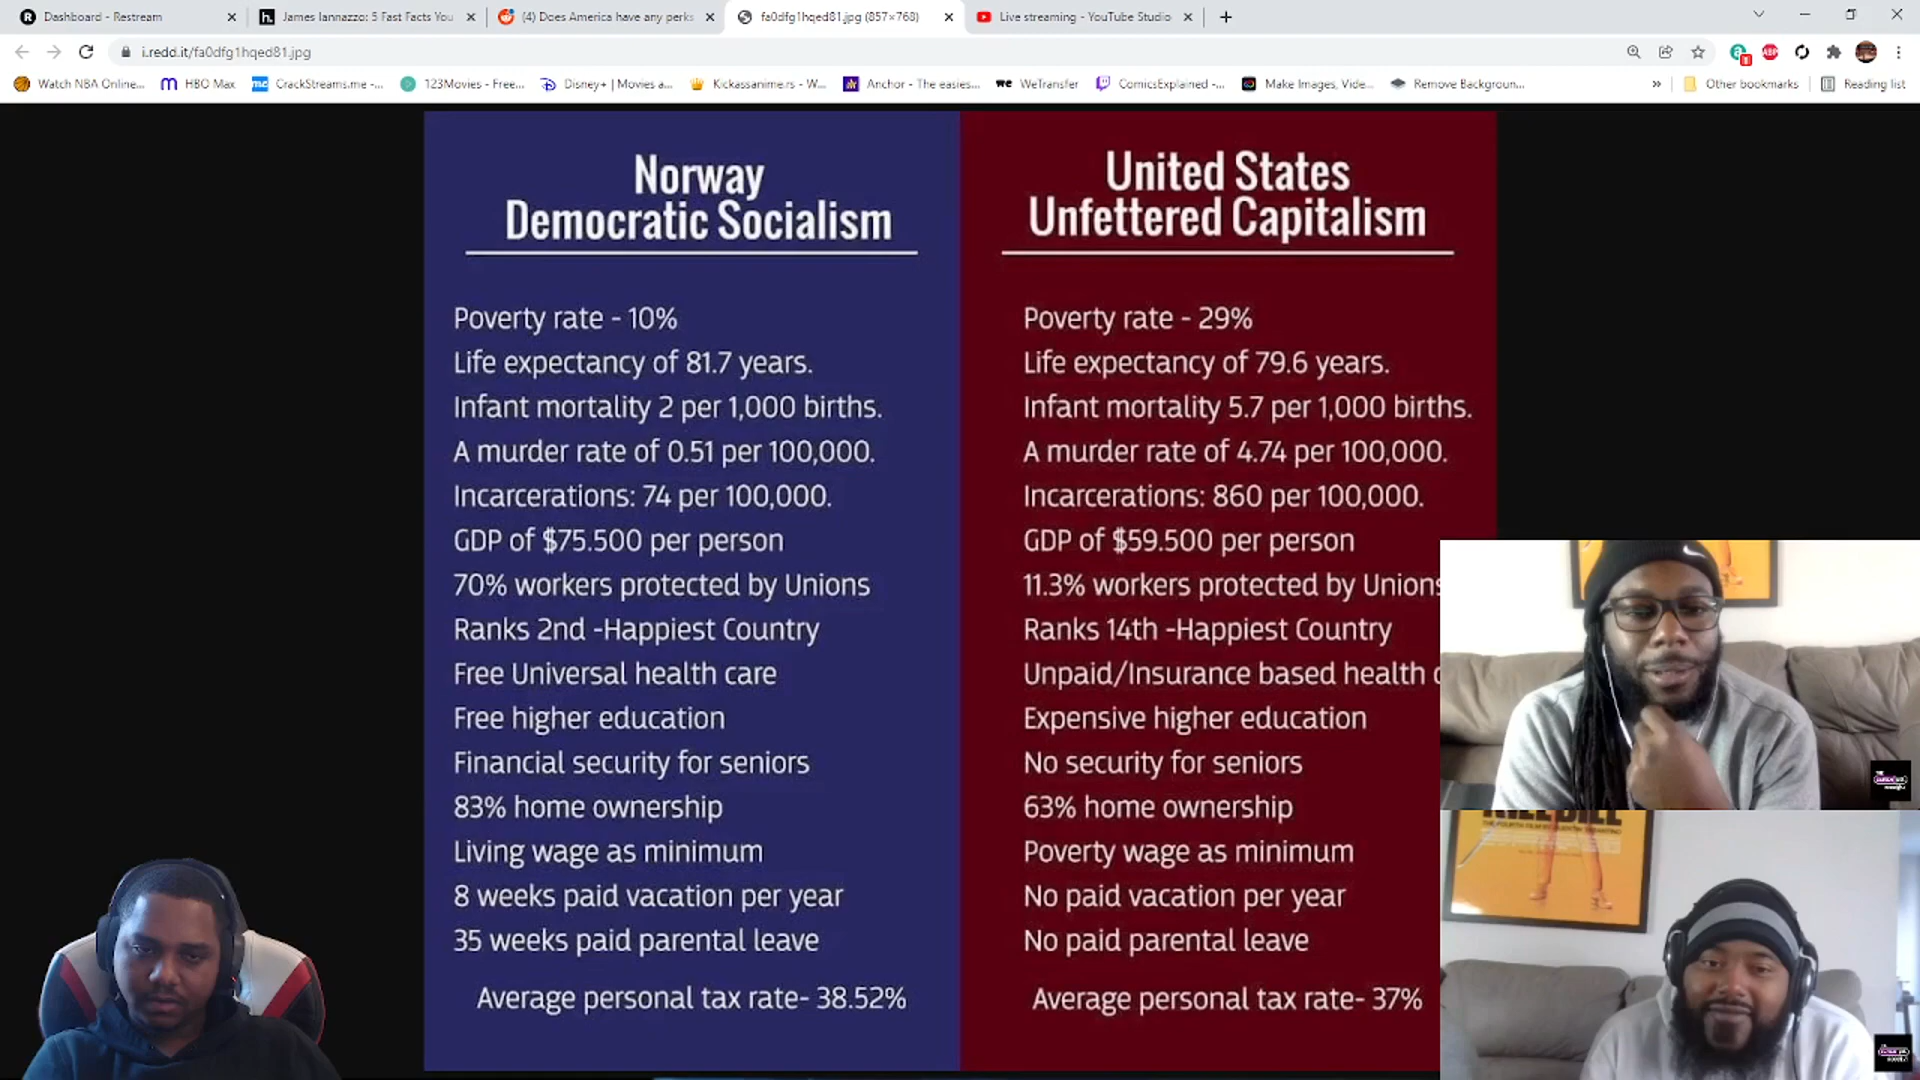 Dashboard - Restream
James Iannazzo: 5 Fast Facts You
(4) Does America have any perks
fa0dfg1hqed81.jpg (857×768)
Live streaming - YouTube Studio
i.redd.it/fa0dfg1hqed81.jpg
Watch NBA Online...
HBO Max
CrackStreams.me -...
123Movies - Free...
Disney+ | Movies a...
Kickassanime.rs - W...
Anchor - The easies...
WeTransfer
ComicsExplained -...
Make Images, Vide...
Remove Backgroun...
Other bookmarks
Reading list
Norway
Democratic Socialism
Poverty rate - 10%
Life expectancy of 81.7 years.
Infant mortality 2 per 1,000 births.
A murder rate of 0.51 per 100,000.
Incarcerations: 74 per 100,000.
GDP of $75.500 per person
70% workers protected by Unions
Ranks 2nd -Happiest Country
Free Universal health care
Free higher education
Financial security for seniors
83% home ownership
Living wage as minimum
8 weeks paid vacation per year
35 weeks paid parental leave
Average personal tax rate- 38.52%
United States
Unfettered Capitalism
Poverty rate - 29%
Life expectancy of 79.6 years.
Infant mortality 5.7 per 1,000 births.
A murder rate of 4.74 per 100,000.
Incarcerations: 860 per 100,000.
GDP of $59.500 per person
11.3% workers protected by Unions
Ranks 14th -Happiest Country
Unpaid/Insurance based health c
Expensive higher education
No security for seniors
63% home ownership
Poverty wage as minimum
No paid vacation per year
No paid parental leave
Average personal tax rate- 37%
KILL BILL